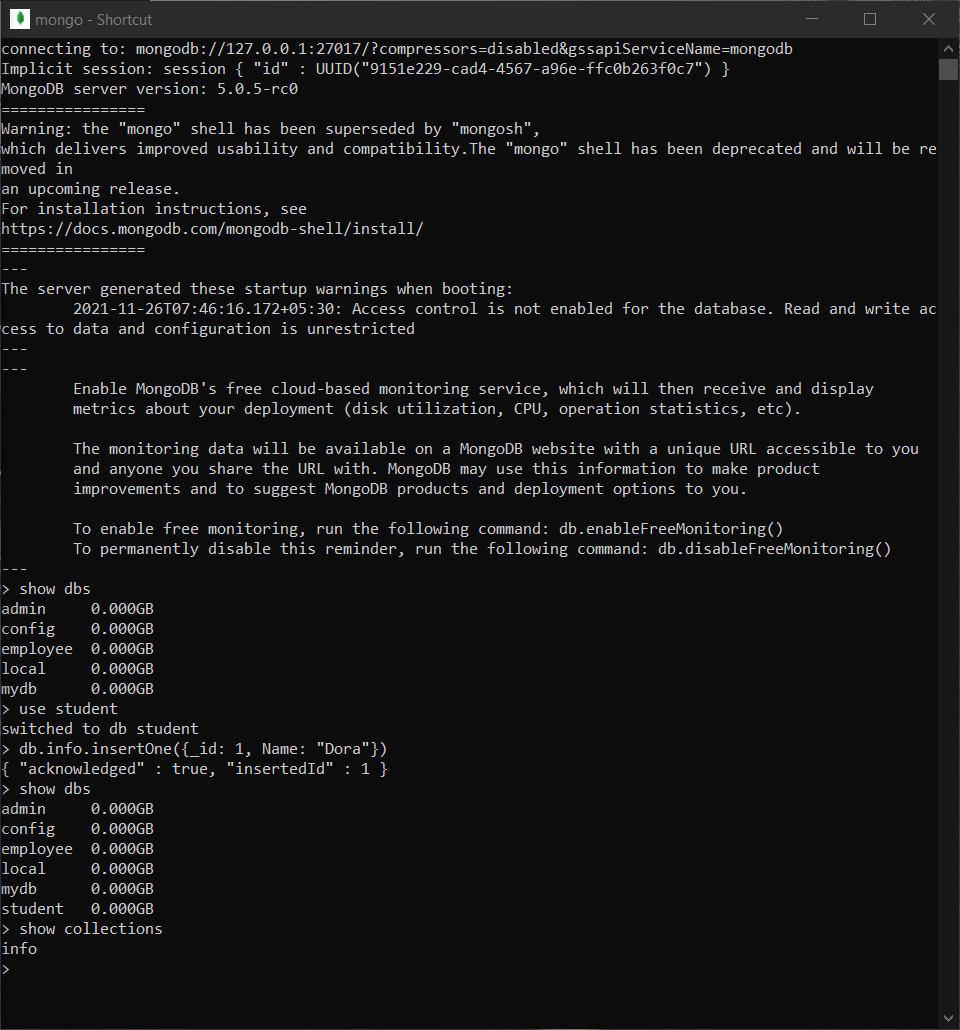 mongo - Shortcut
connecting to: mongodb://127.0.0.1:27017/?compressors=disabled&gssapiServiceName=mongodb
Implicit session: session { "id" : UUID("9151e229-cad4-4567-a96e-ffc0b263f0c7") }
MongoDB server version: 5.0.5-rc0
================
Warning: the "mongo" shell has been superseded by "mongosh",
which delivers improved usability and compatibility.The "mongo" shell has been deprecated and will be re
moved in
an upcoming release.
For installation instructions, see
https://docs.mongodb.com/mongodb-shell/install/
================
---
The server generated these startup warnings when booting:
        2021-11-26T07:46:16.172+05:30: Access control is not enabled for the database. Read and write ac
cess to data and configuration is unrestricted
---
---
        Enable MongoDB's free cloud-based monitoring service, which will then receive and display
        metrics about your deployment (disk utilization, CPU, operation statistics, etc).

        The monitoring data will be available on a MongoDB website with a unique URL accessible to you
        and anyone you share the URL with. MongoDB may use this information to make product
        improvements and to suggest MongoDB products and deployment options to you.

        To enable free monitoring, run the following command: db.enableFreeMonitoring()
        To permanently disable this reminder, run the following command: db.disableFreeMonitoring()
---
> show dbs
admin     0.000GB
config    0.000GB
employee  0.000GB
local     0.000GB
mydb      0.000GB
> use student
switched to db student
> db.info.insertOne({_id: 1, Name: "Dora"})
{ "acknowledged" : true, "insertedId" : 1 }
> show dbs
admin     0.000GB
config    0.000GB
employee  0.000GB
local     0.000GB
mydb      0.000GB
student   0.000GB
> show collections
info
>